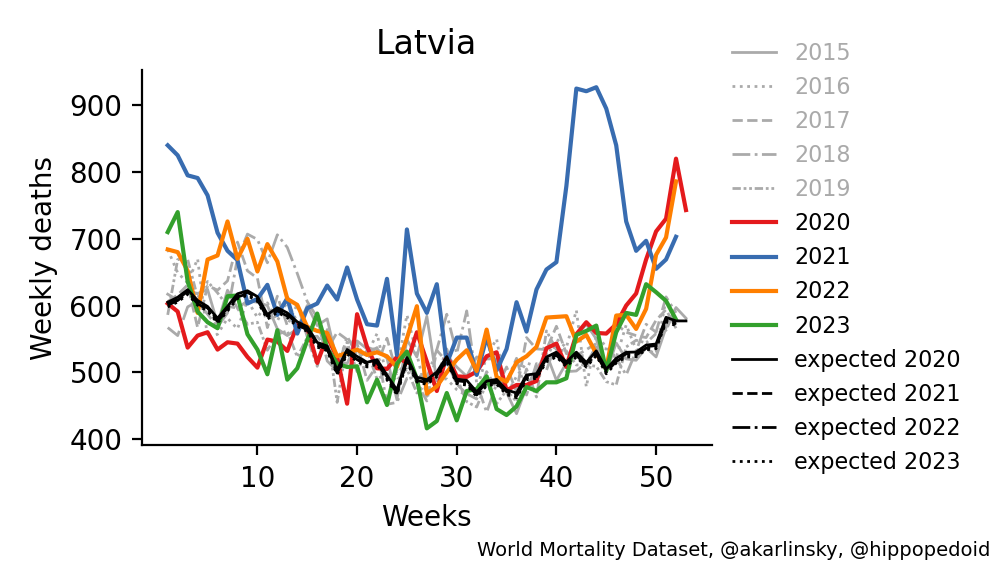 Latvia
Weekly deaths
900
800
700
600
500
400
10
20
30
40
50
Weeks
2015
2016
2017
2018
2019
2020
2021
2022
2023
expected 2020
expected 2021
expected 2022
expected 2023
World Mortality Dataset, @akarlinsky, @hippopedoid